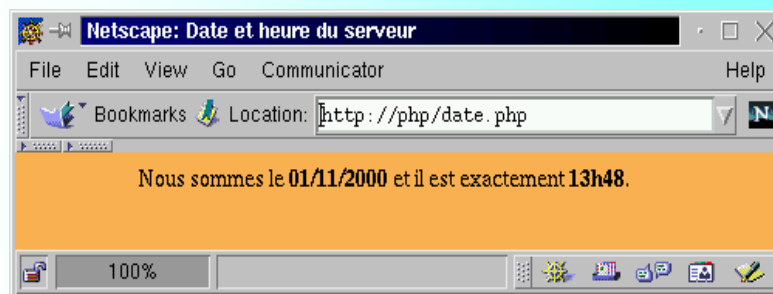 Netscape: Date et heure du serveur
File Edit View Go Communicator Help
Bookmarks Location: http://php/date.php N
Nous sommes le 01/11/2000 et il est exactement 13h48.
100%